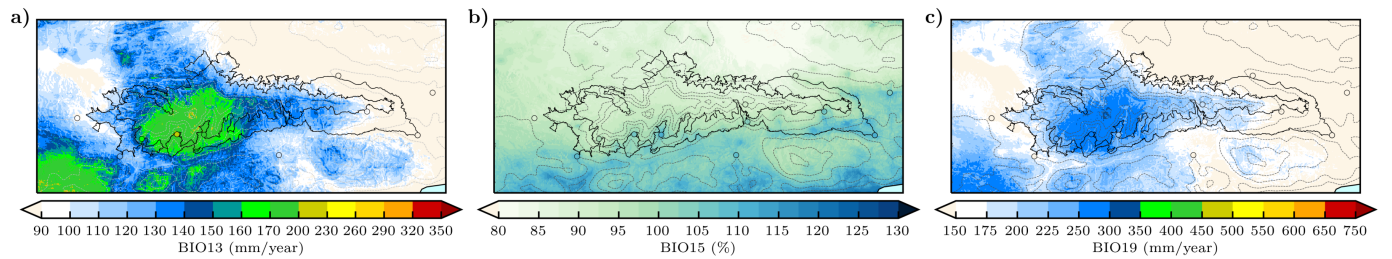 a)
b)
c)
90 100 110 120 130 140 150 160 170 200 230 260 290 320 350
BIO13 (mm/year)
80 85 90 95 100 105 110 115 120 125 130
BIO15 (%)
150 175 200 225 250 300 350 400 450 500 550 600 650 750
BIO19 (mm/year)